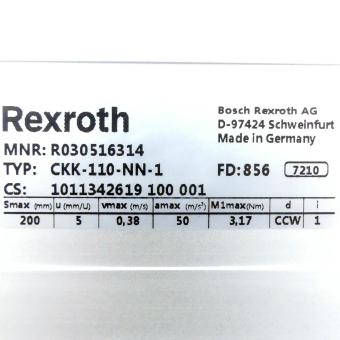 Rexroth
Bosch Rexroth AG
D-97424 Schweinfurt
Made in Germany
MNR: R030516314
TYP: CKK-110-NN-1 FD: 856 7210
CS: 1011342619 100 001
Smax (mm) u (mm/U) vmax (m/s) amax (m/s²) M1max(Nm) d i
200 5 0,38 50 3,17 CCW 1